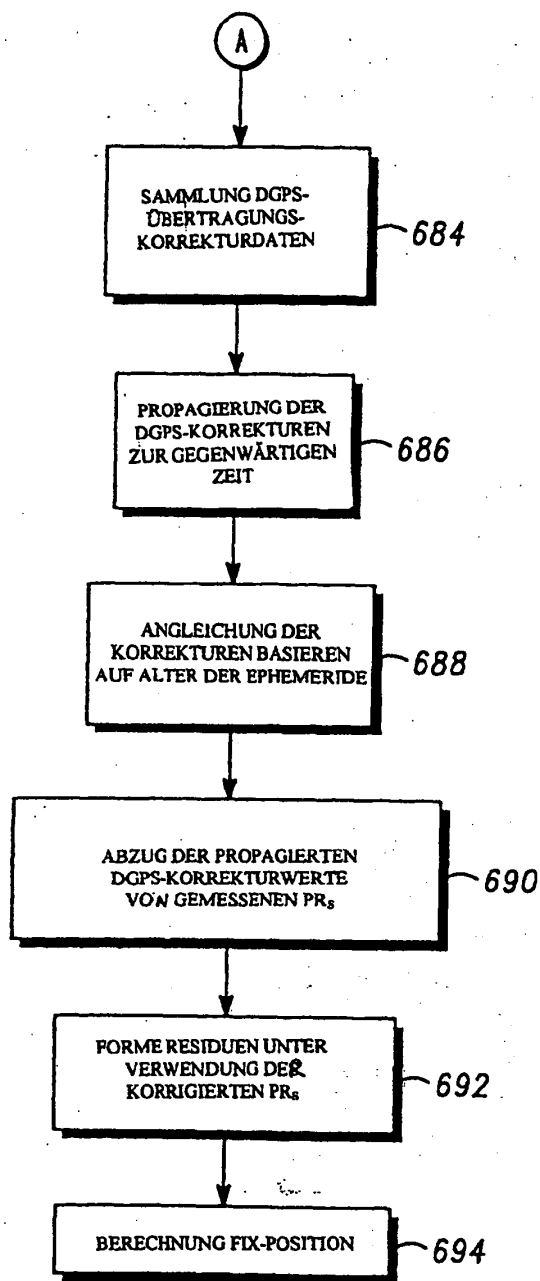 A
SAMMLUNG DGPS-
ÜBERTRAGUNGS-
KORREKTURDATEN
684
PROPAGIERUNG DER
DGPS-KORREKTUREN
ZUR GEGENWÄRTIGEN
ZEIT
686
ANGLEICHUNG DER
KORREKTUREN BASIEREN
AUF ALTER DER EPHEMERIDE
688
ABZUG DER PROPAGIERTEN
DGPS-KORREKTURWERTE
VON GEMESSENEN PRs
690
FORME RESIDUEN UNTER
VERWENDUNG DER
KORRIGIERTEN PRs
692
BERECHNUNG FIX-POSITION
694